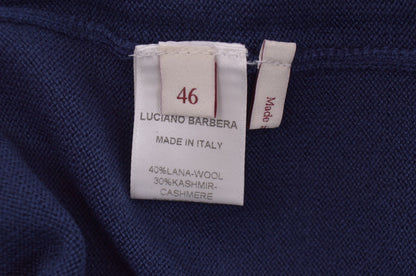 46
LUCIANO BARBERA
MADE IN ITALY
40%LANA-WOOL
30%KASHMIR-
CASHMERE
Made